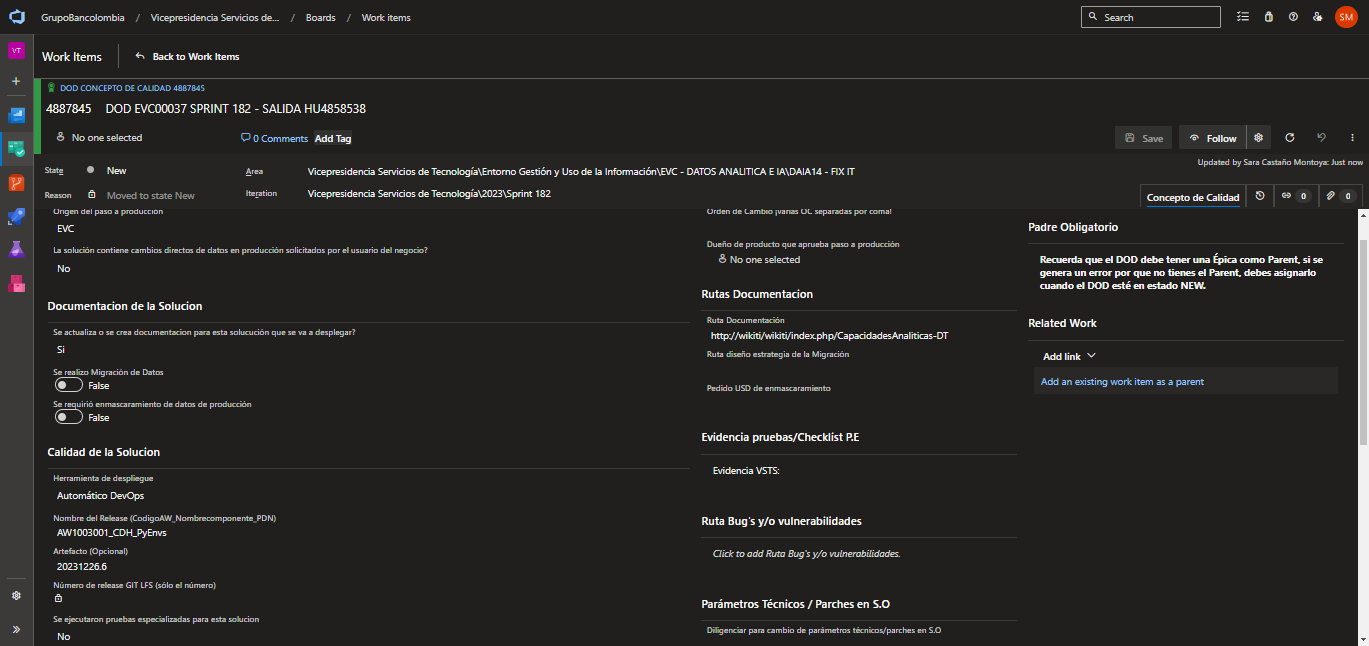 GrupoBancolombia / Vicepresidencia Servicios de... / Boards / Work items
Search
SM
VT
Work Items
Back to Work Items
DOD CONCEPTO DE CALIDAD 4887845
4887845 DOD EVC00037 SPRINT 182 - SALIDA HU4858538
No one selected
0 Comments
Add Tag
Save
Follow
Updated by Sara Castaño Montoya: Just now
State
New
Area
Vicepresidencia Servicios de Tecnología\Entorno Gestión y Uso de la Información\EVC - DATOS ANALITICA E IA\DAIA14 - FIX IT
Reason
Moved to state New
Iteration
Vicepresidencia Servicios de Tecnología\2023\Sprint 182
Concepto de Calidad
0
0
Origen del paso a producción
EVC
La solución contiene cambios directos de datos en producción solicitados por el usuario del negocio?
No
Documentacion de la Solucion
Se actualiza o se crea documentacion para esta solucución que se va a desplegar?
Si
Se realizo Migración de Datos
False
Se requirió enmascaramiento de datos de producción
False
Calidad de la Solucion
Herramienta de despliegue
Automático DevOps
Nombre del Release (CodigoAW_Nombrecomponente_PDN)
AW1003001_CDH_PyEnvs
Artefacto (Opcional)
20231226.6
Número de release GIT LFS (sólo el número)
Se ejecutaron pruebas especializadas para esta solucion
No
Orden de Cambio ¡varias OC separadas por coma!
Dueño de producto que aprueba paso a producción
No one selected
Rutas Documentacion
Ruta Documentación
http://wikiti/wikiti/index.php/CapacidadesAnaliticas-DT
Ruta diseño estrategia de la Migración
Pedido USD de enmascaramiento
Evidencia pruebas/Checklist P.E
Evidencia VSTS:
Ruta Bug's y/o vulnerabilidades
Click to add Ruta Bug's y/o vulnerabilidades.
Parámetros Técnicos / Parches en S.O
Diligenciar para cambio de parámetros técnicos/parches en S.O
Padre Obligatorio
Recuerda que el DOD debe tener una Épica como Parent, si se
genera un error por que no tienes el Parent, debes asignarlo
cuando el DOD esté en estado NEW.
Related Work
Add link
Add an existing work item as a parent